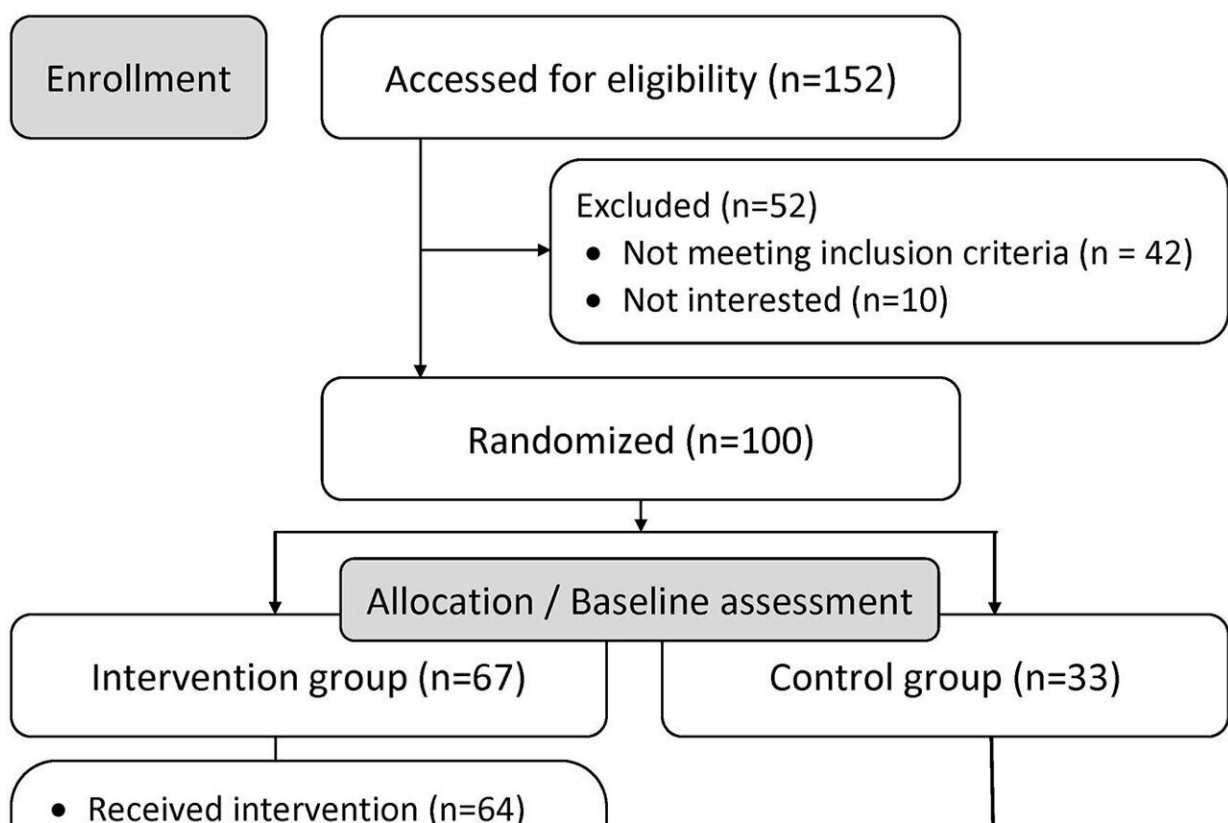 Enrollment
Accessed for eligibility (n=152)
Excluded (n=52)
• Not meeting inclusion criteria (n = 42)
• Not interested (n=10)
Randomized (n=100)
Allocation / Baseline assessment
Intervention group (n=67)
Control group (n=33)
• Received intervention (n=64)